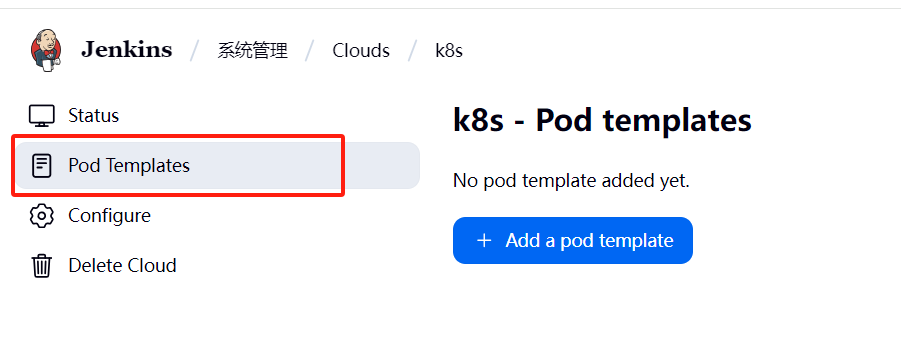 Jenkins / 系统管理 / Clouds / k8s
Status
Pod Templates
Configure
Delete Cloud
k8s - Pod templates
No pod template added yet.
+ Add a pod template